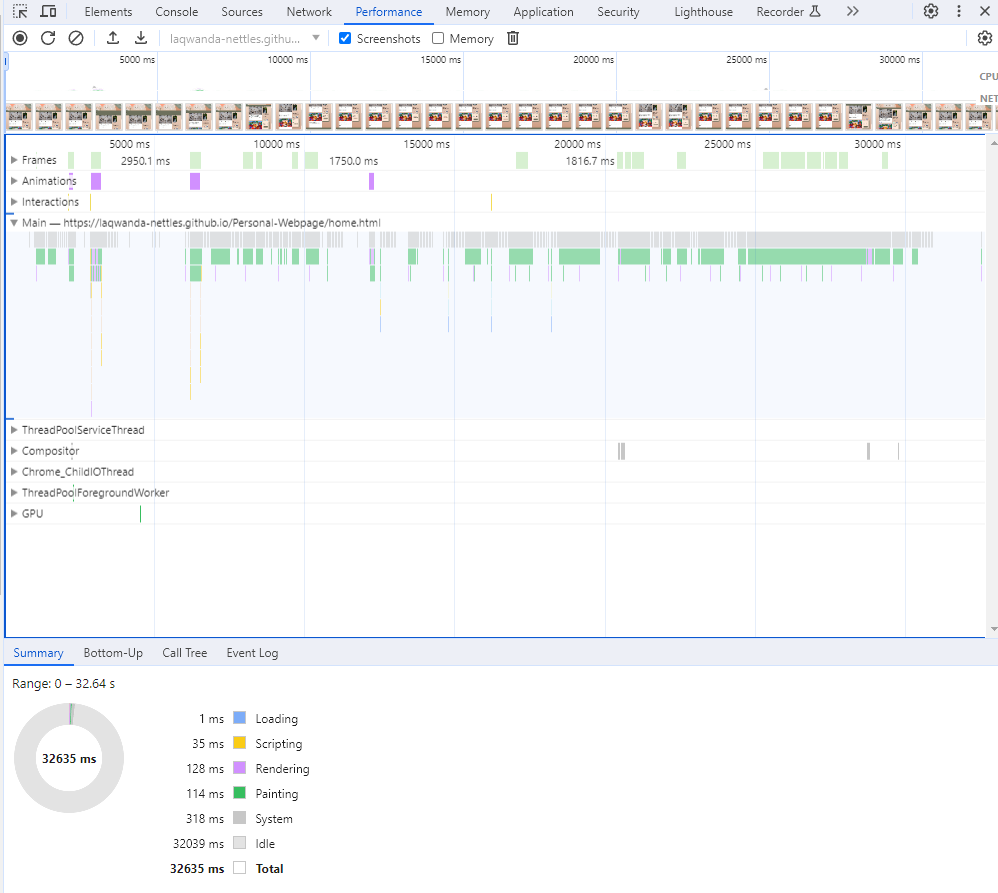 Elements Console Sources Network Performance Memory Application Security Lighthouse Recorder
laqwanda-nettles.githu... Screenshots Memory
5000 ms 10000 ms 15000 ms 20000 ms 25000 ms 30000 ms
CPU
NET
5000 ms 10000 ms 15000 ms 20000 ms 25000 ms 30000 ms
Frames 2950.1 ms 1750.0 ms 1816.7 ms
Animations
Interactions
Main — https://laqwanda-nettles.github.io/Personal-Webpage/home.html
ThreadPoolServiceThread
Compositor
Chrome_ChildIOThread
ThreadPoolForegroundWorker
GPU
Summary Bottom-Up Call Tree Event Log
Range: 0 – 32.64 s
1 ms Loading
35 ms Scripting
32635 ms
128 ms Rendering
114 ms Painting
318 ms System
32039 ms Idle
32635 ms Total